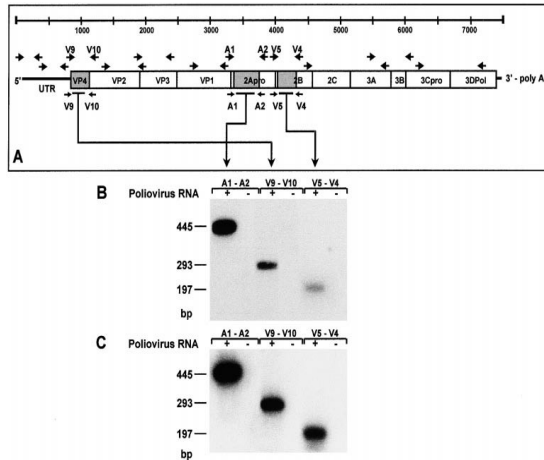 1000 2000 3000 4000 5000 6000 7000
V9 V10 A1 A2 V5 V4
5' VP4 VP2 VP3 VP1 2Apro 2B 2C 3A 3B 3Cpro 3DPol 3' - poly A
UTR
V9 V10 A1 A2 V5 V4
A
B
A1 - A2 V9 - V10 V5 - V4
Poliovirus RNA + - + - + -
445
293
197
bp
C
A1 - A2 V9 - V10 V5 - V4
Poliovirus RNA + - + - + -
445
293
197
bp